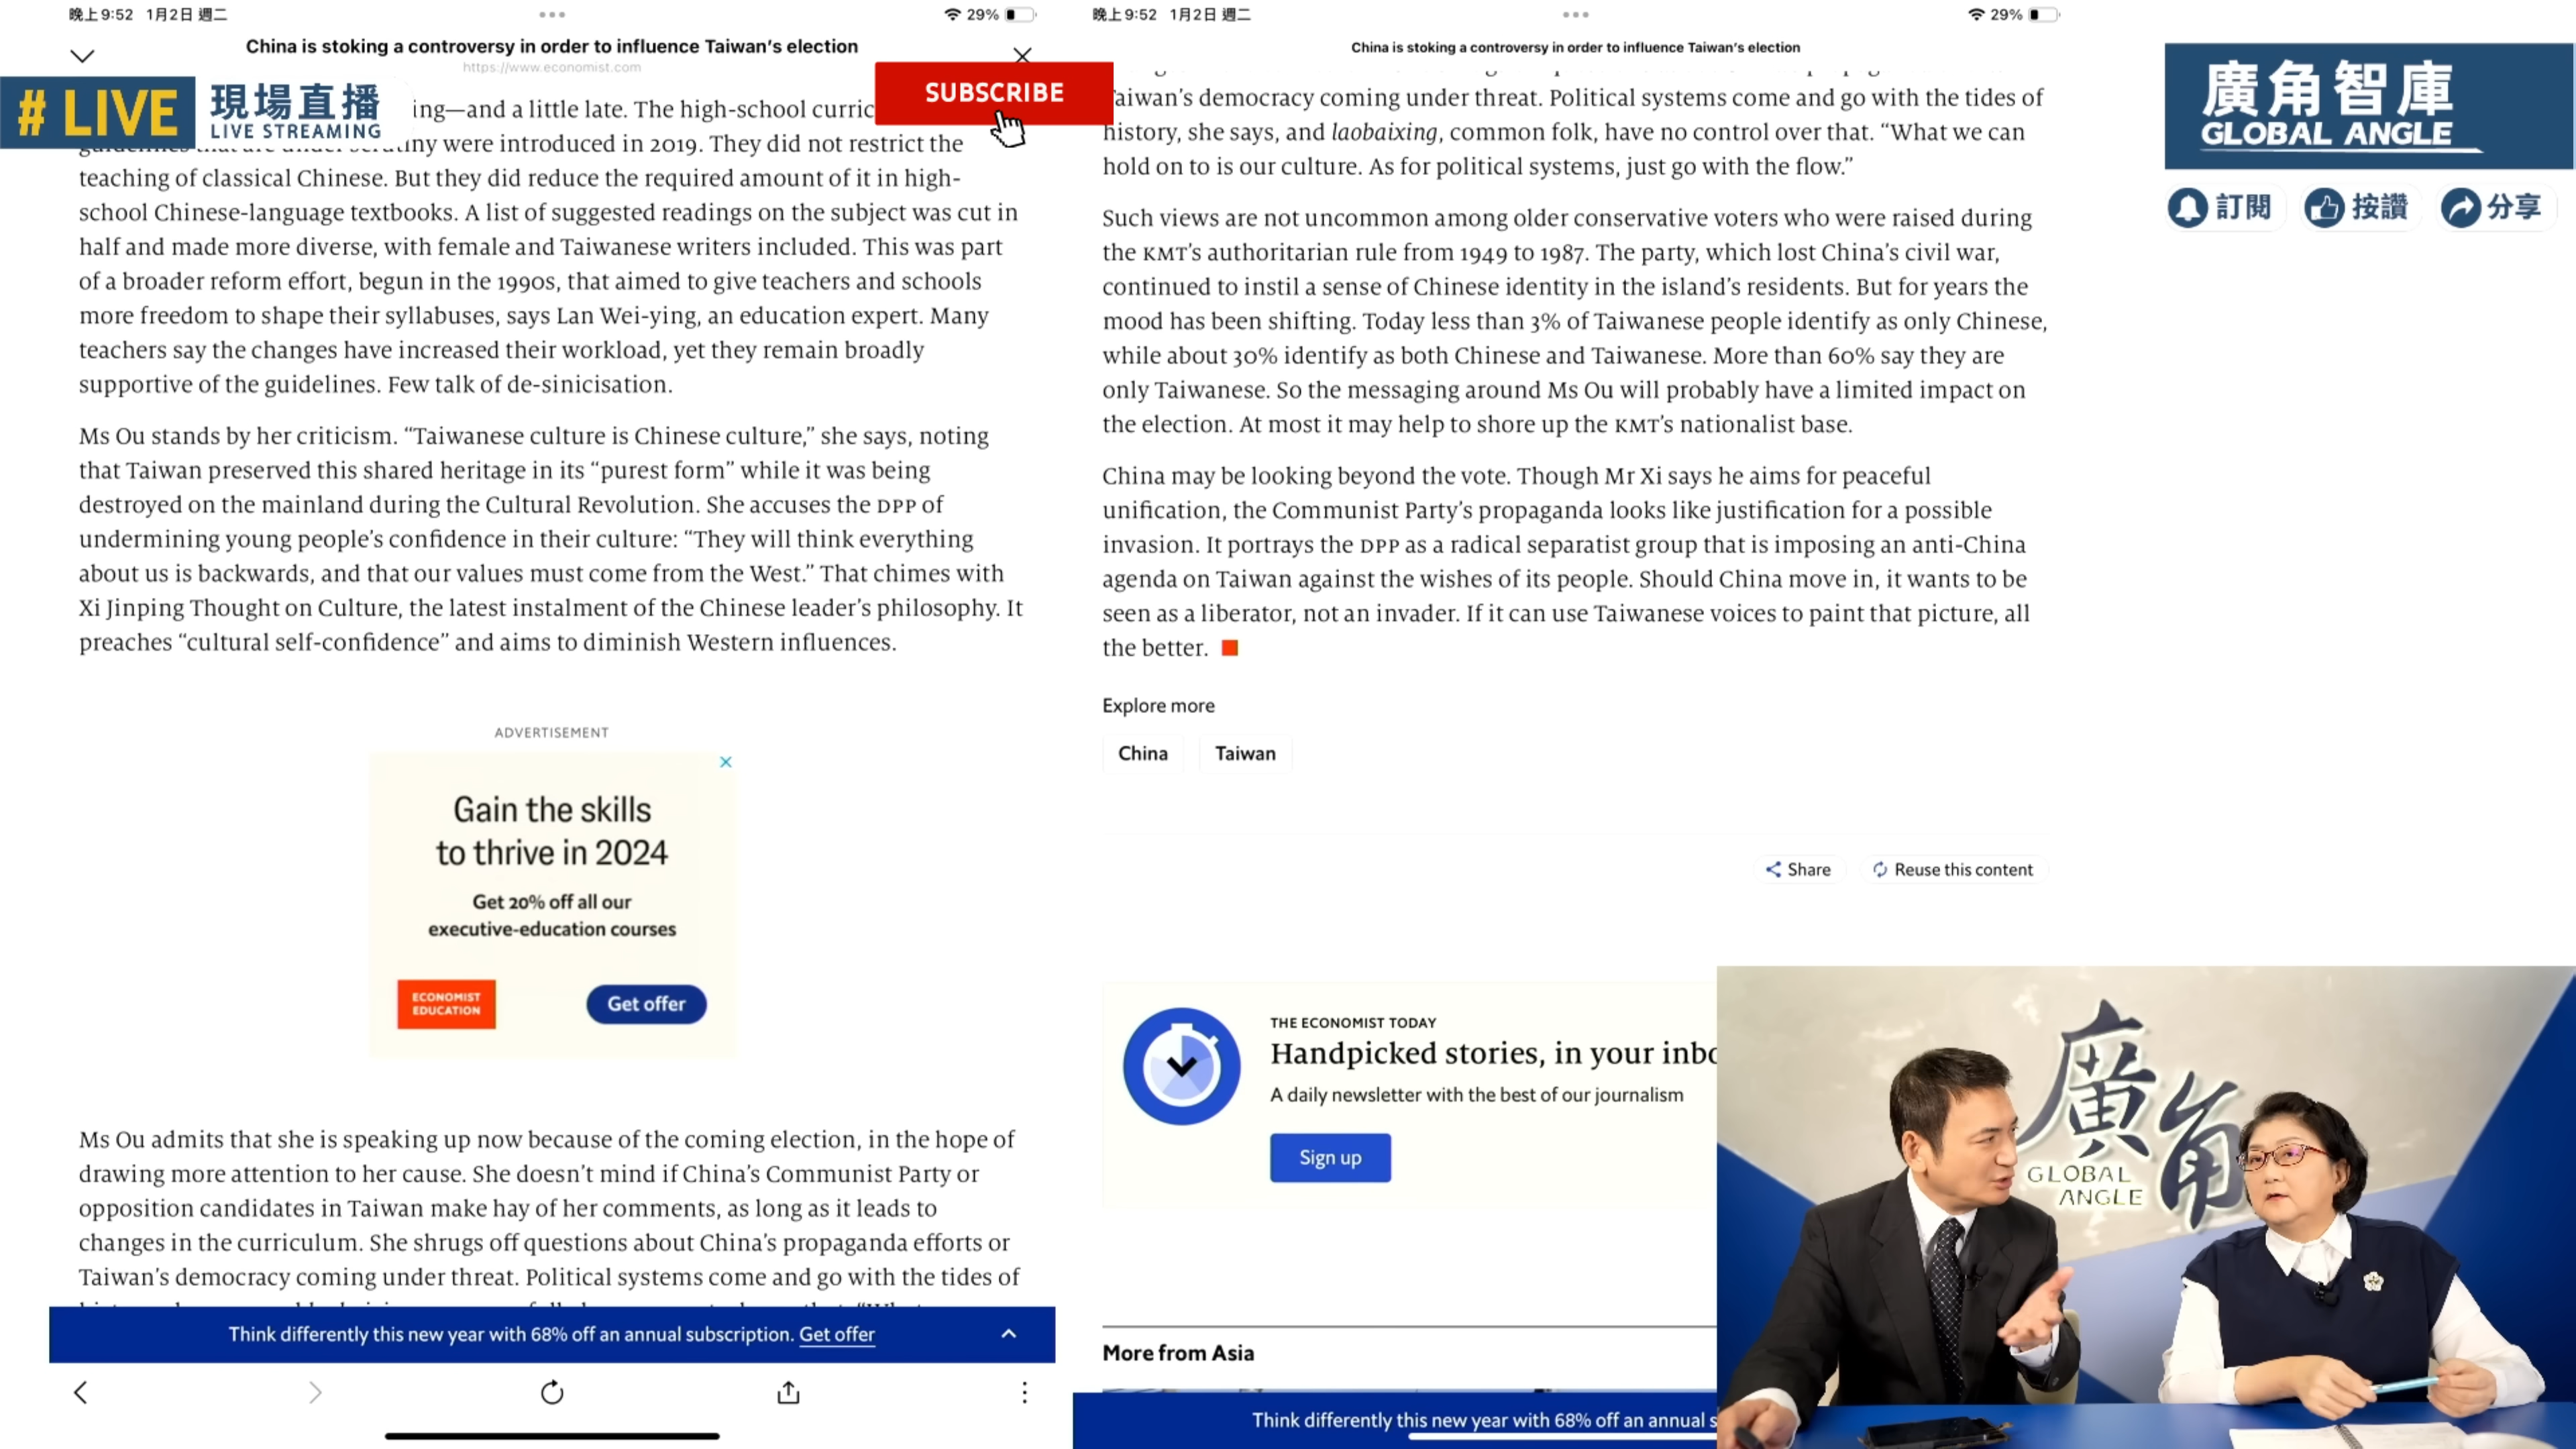 晚上9:52 1月2日 週二
29%
China is stoking a controversy in order to influence Taiwan's election
https://www.economist.com
# LIVE
現場直播
LIVE STREAMING
SUBSCRIBE
ing—and a little late. The high-school curric
were introduced in 2019. They did not restrict the
teaching of classical Chinese. But they did reduce the required amount of it in high-
school Chinese-language textbooks. A list of suggested readings on the subject was cut in
half and made more diverse, with female and Taiwanese writers included. This was part
of a broader reform effort, begun in the 1990s, that aimed to give teachers and schools
more freedom to shape their syllabuses, says Lan Wei-ying, an education expert. Many
teachers say the changes have increased their workload, yet they remain broadly
supportive of the guidelines. Few talk of de-sinicisation.
Ms Ou stands by her criticism. “Taiwanese culture is Chinese culture,” she says, noting
that Taiwan preserved this shared heritage in its “purest form” while it was being
destroyed on the mainland during the Cultural Revolution. She accuses the DPP of
undermining young people’s confidence in their culture: “They will think everything
about us is backwards, and that our values must come from the West.” That chimes with
Xi Jinping Thought on Culture, the latest instalment of the Chinese leader’s philosophy. It
preaches “cultural self-confidence” and aims to diminish Western influences.
ADVERTISEMENT
Gain the skills
to thrive in 2024
Get 20% off all our
executive-education courses
ECONOMIST
EDUCATION
Get offer
Ms Ou admits that she is speaking up now because of the coming election, in the hope of
drawing more attention to her cause. She doesn’t mind if China’s Communist Party or
opposition candidates in Taiwan make hay of her comments, as long as it leads to
changes in the curriculum. She shrugs off questions about China’s propaganda efforts or
Taiwan’s democracy coming under threat. Political systems come and go with the tides of
Think differently this new year with 68% off an annual subscription. Get offer
晚上9:52 1月2日 週二
29%
China is stoking a controversy in order to influence Taiwan's election
Taiwan’s democracy coming under threat. Political systems come and go with the tides of
history, she says, and laobaixing, common folk, have no control over that. “What we can
hold on to is our culture. As for political systems, just go with the flow.”
Such views are not uncommon among older conservative voters who were raised during
the KMT’s authoritarian rule from 1949 to 1987. The party, which lost China’s civil war,
continued to instil a sense of Chinese identity in the island’s residents. But for years the
mood has been shifting. Today less than 3% of Taiwanese people identify as only Chinese,
while about 30% identify as both Chinese and Taiwanese. More than 60% say they are
only Taiwanese. So the messaging around Ms Ou will probably have a limited impact on
the election. At most it may help to shore up the KMT’s nationalist base.
China may be looking beyond the vote. Though Mr Xi says he aims for peaceful
unification, the Communist Party’s propaganda looks like justification for a possible
invasion. It portrays the DPP as a radical separatist group that is imposing an anti-China
agenda on Taiwan against the wishes of its people. Should China move in, it wants to be
seen as a liberator, not an invader. If it can use Taiwanese voices to paint that picture, all
the better.
Explore more
China Taiwan
Share Reuse this content
THE ECONOMIST TODAY
Handpicked stories, in your inbo
A daily newsletter with the best of our journalism
Sign up
More from Asia
Think differently this new year with 68% off an annual s
廣角智庫
GLOBAL ANGLE
訂閱 按讚 分享
廣角
GLOBAL
ANGLE